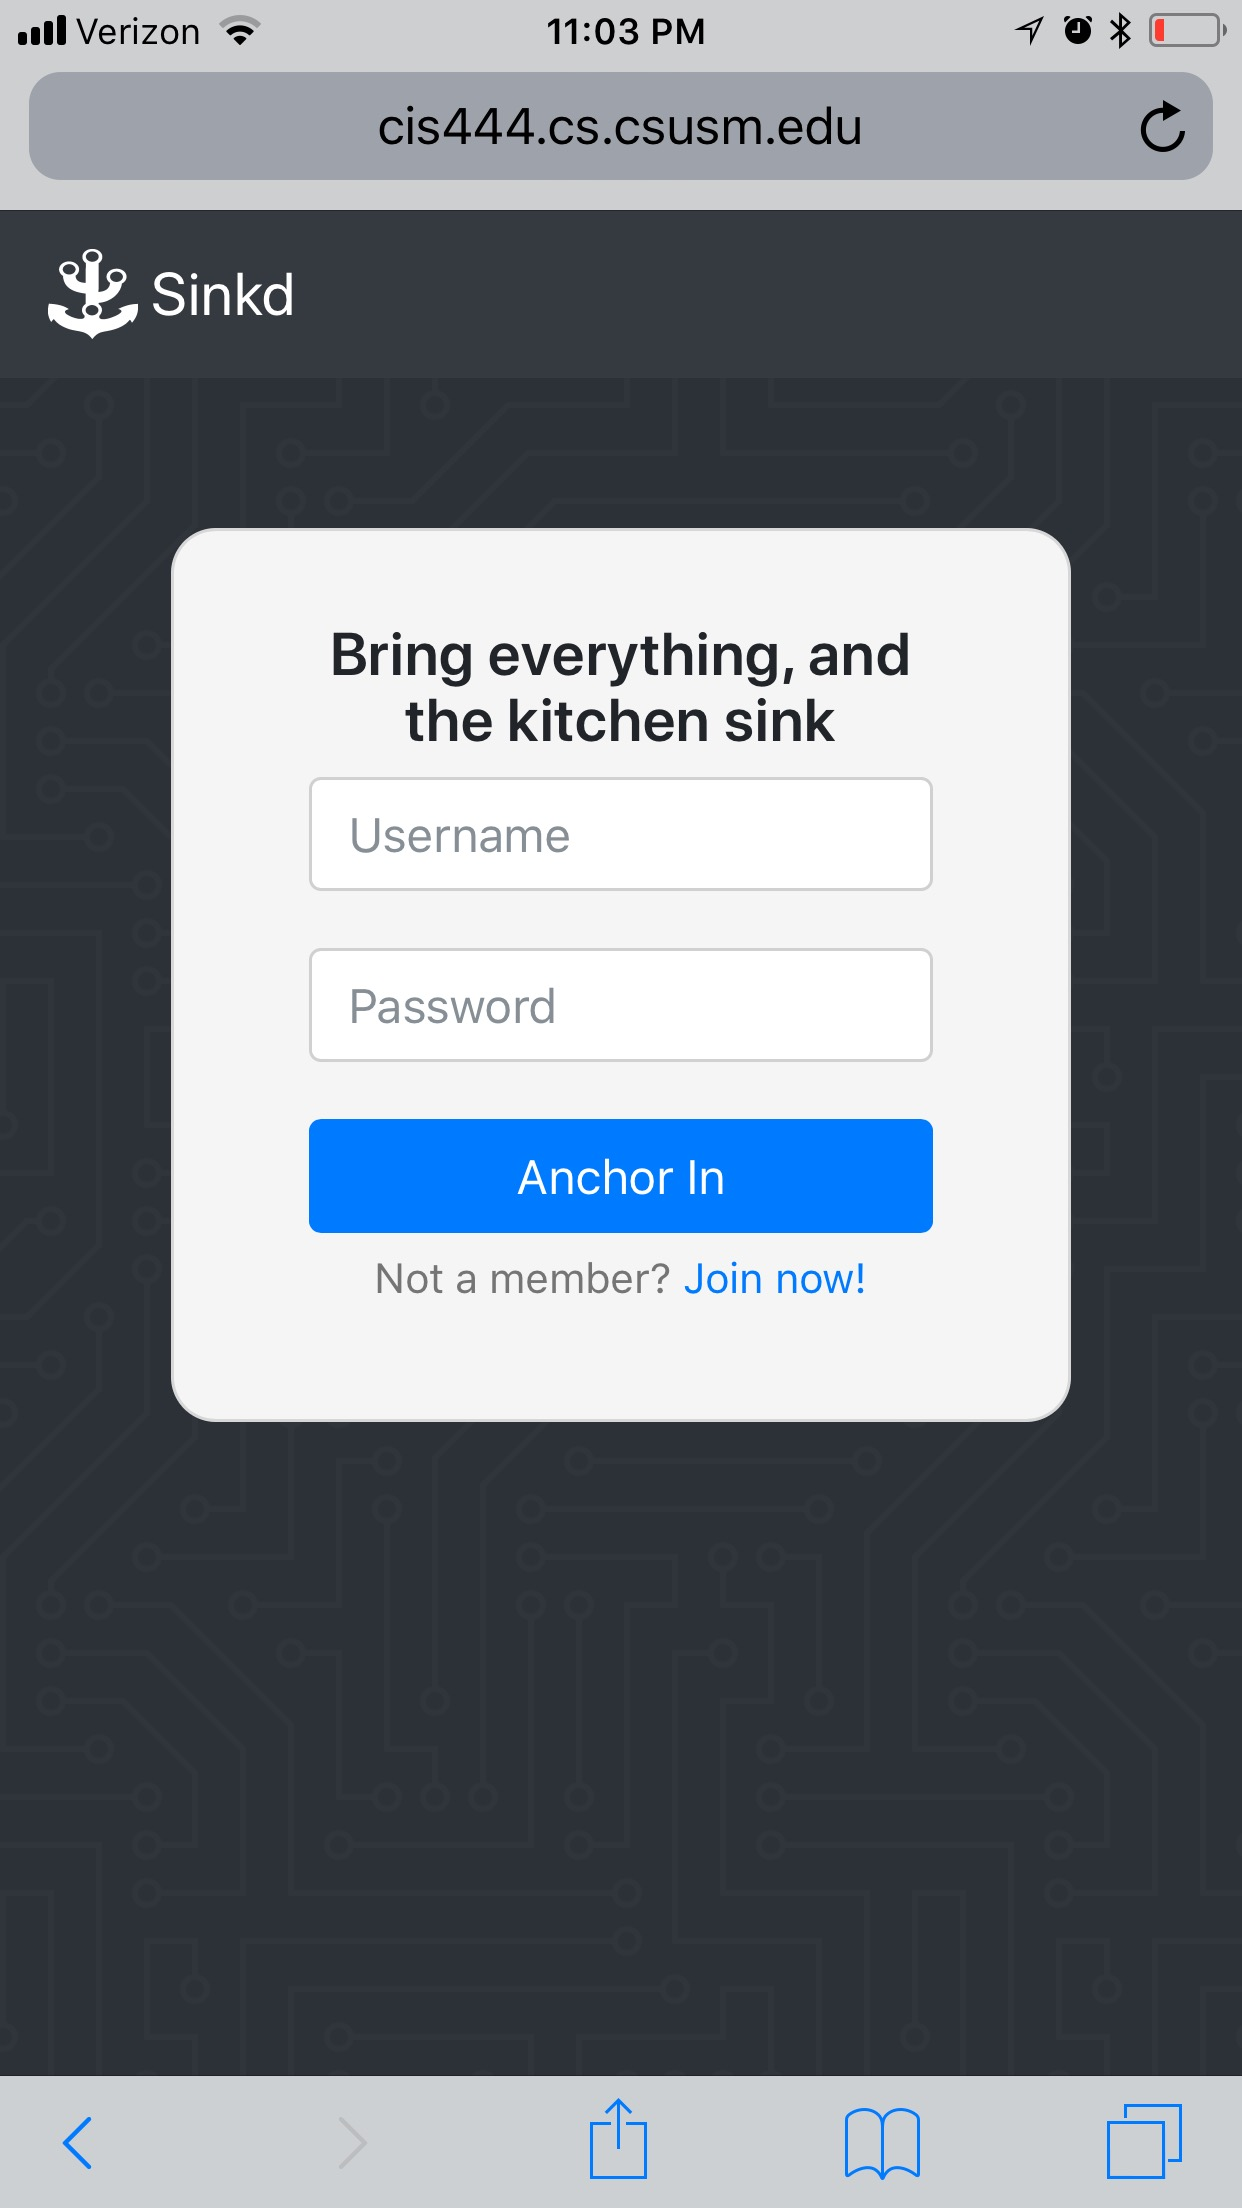 Verizon 11:03 PM
cis444.cs.csusm.edu
Sinkd
Bring everything, and
the kitchen sink
Username
Password
Anchor In
Not a member? Join now!